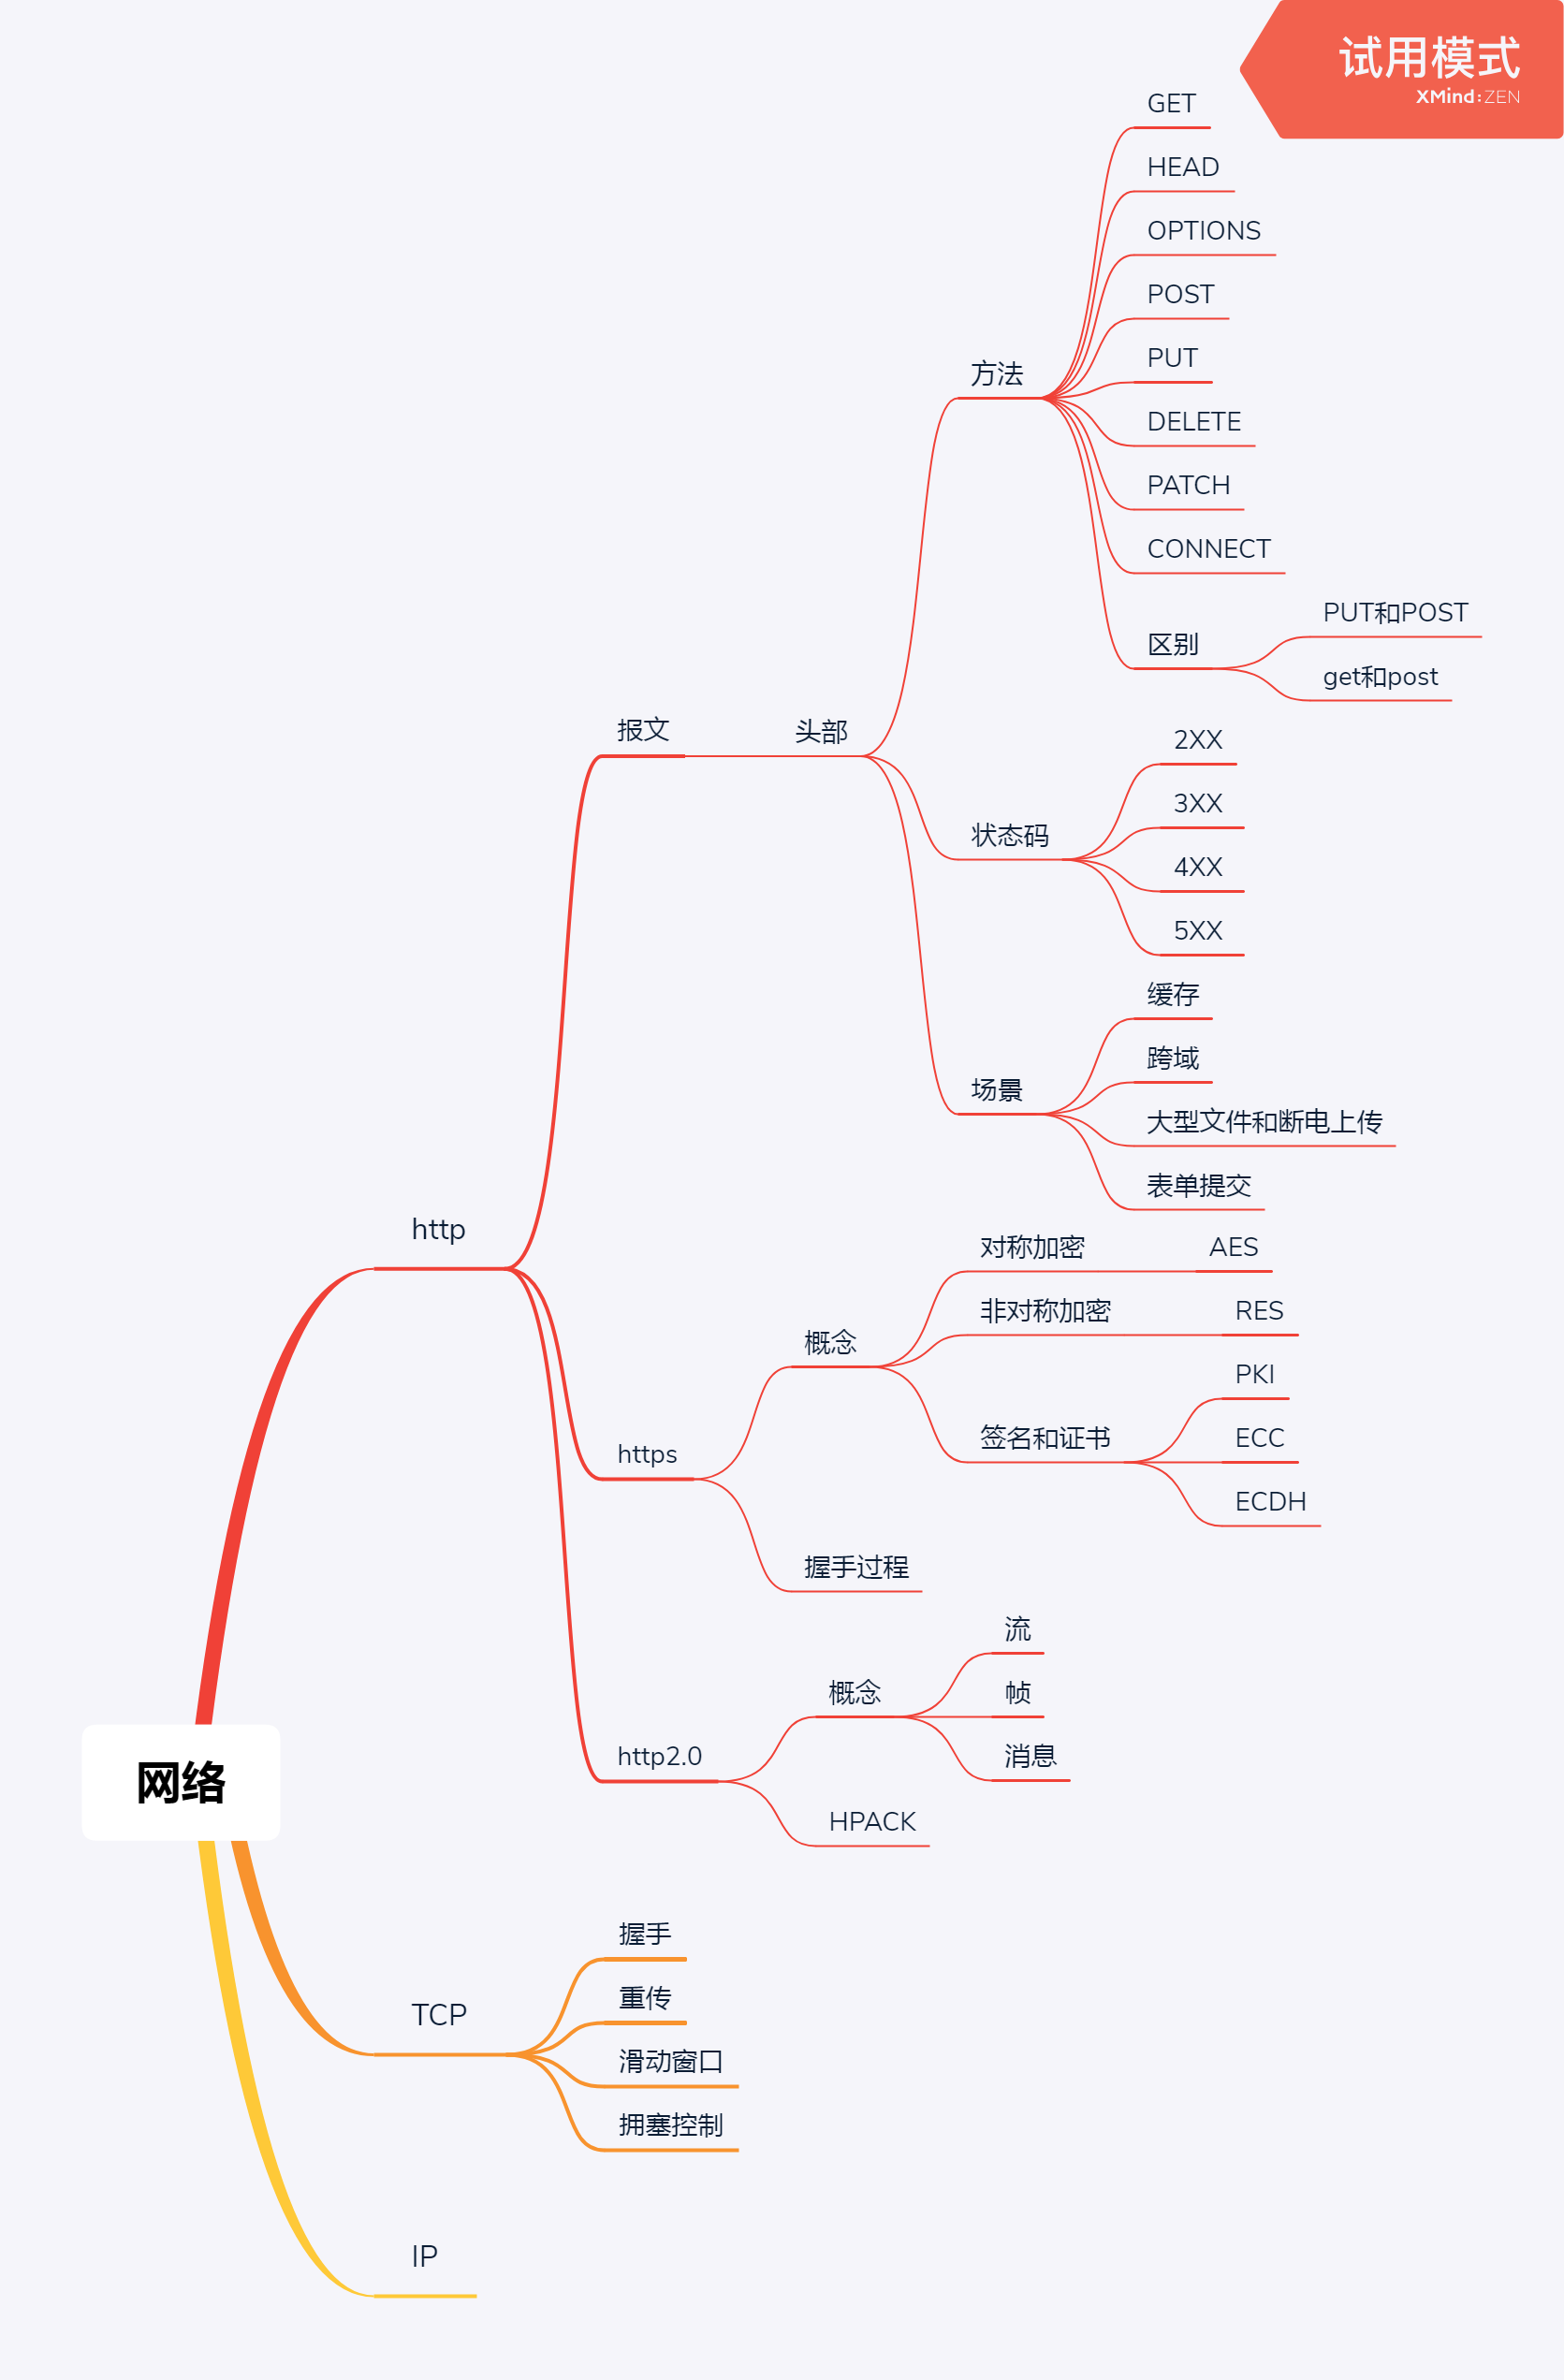 试用模式
XMind:ZEN
网络
http
报文
头部
方法
GET
HEAD
OPTIONS
POST
PUT
DELETE
PATCH
CONNECT
区别
PUT和POST
get和post
状态码
2XX
3XX
4XX
5XX
场景
缓存
跨域
大型文件和断电上传
表单提交
https
概念
对称加密
AES
非对称加密
RES
签名和证书
PKI
ECC
ECDH
握手过程
http2.0
概念
流
帧
消息
HPACK
TCP
握手
重传
滑动窗口
拥塞控制
IP